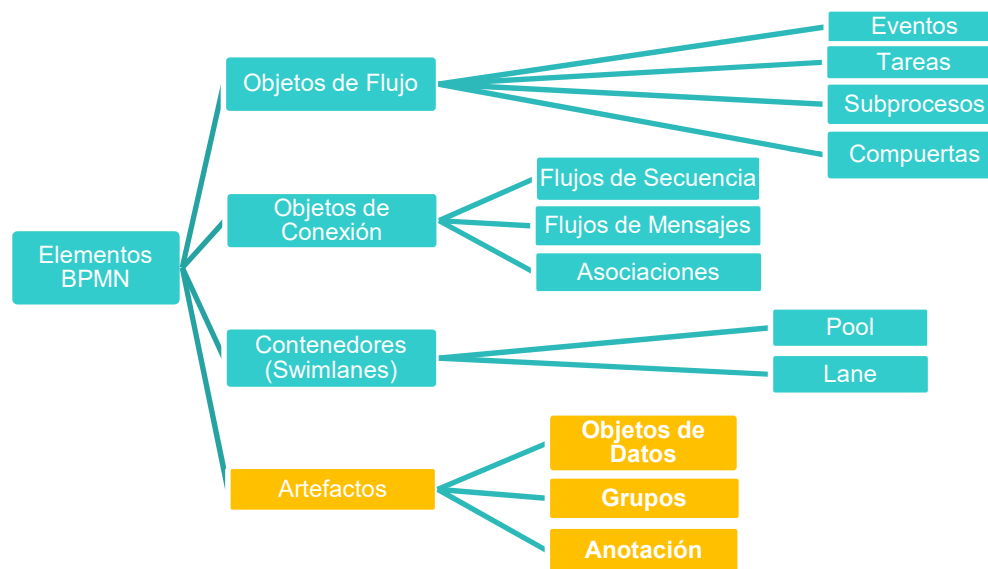 Elementos
BPMN
Objetos de Flujo
Eventos
Tareas
Subprocesos
Compuertas
Objetos de
Conexión
Flujos de Secuencia
Flujos de Mensajes
Asociaciones
Contenedores
(Swimlanes)
Pool
Lane
Artefactos
Objetos de
Datos
Grupos
Anotación